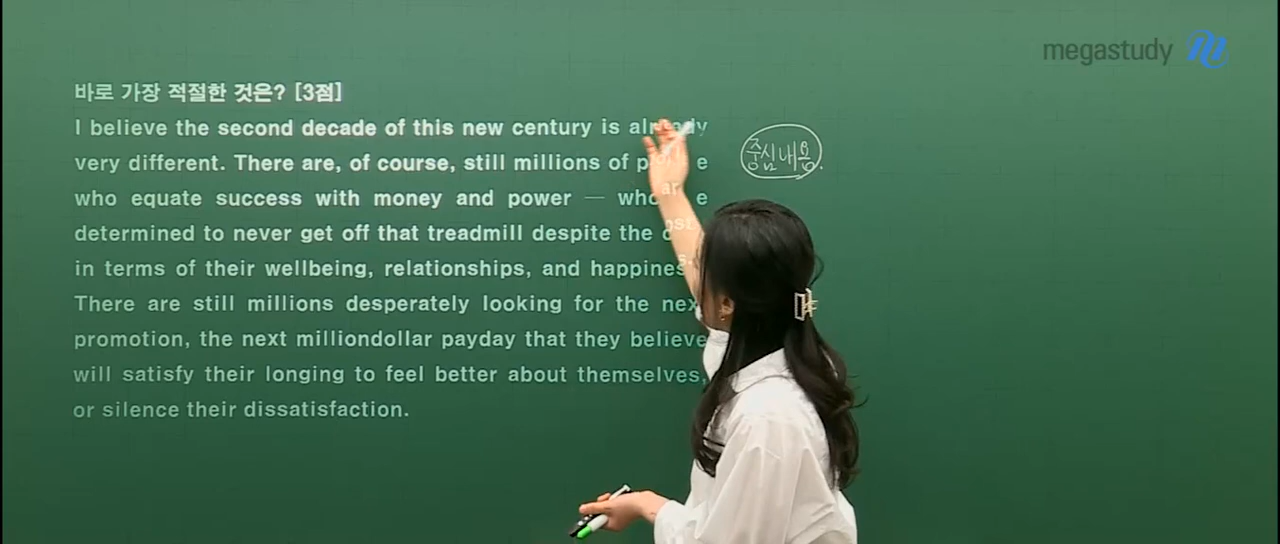 megastudy
바로 가장 적절한 것은? [3점]
I believe the second decade of this new century is already
very different. There are, of course, still millions of
who equate success with money and power — who
determined to never get off that treadmill despite the
in terms of their wellbeing, relationships, and happiness.
There are still millions desperately looking for the next
promotion, the next milliondollar payday that they believe
will satisfy their longing to feel better about themselves,
or silence their dissatisfaction.
중심내용.